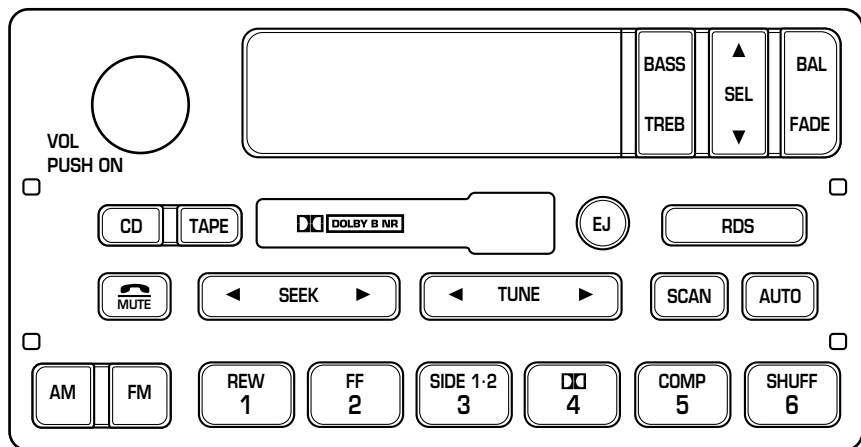 BASS
TREB
▲
SEL
▼
BAL
FADE
VOL
PUSH ON
CD
TAPE
DOLBY B NR
EJ
RDS
MUTE
◄ SEEK ►
◄ TUNE ►
SCAN
AUTO
AM
FM
REW
1
FF
2
SIDE 1·2
3
4
COMP
5
SHUFF
6